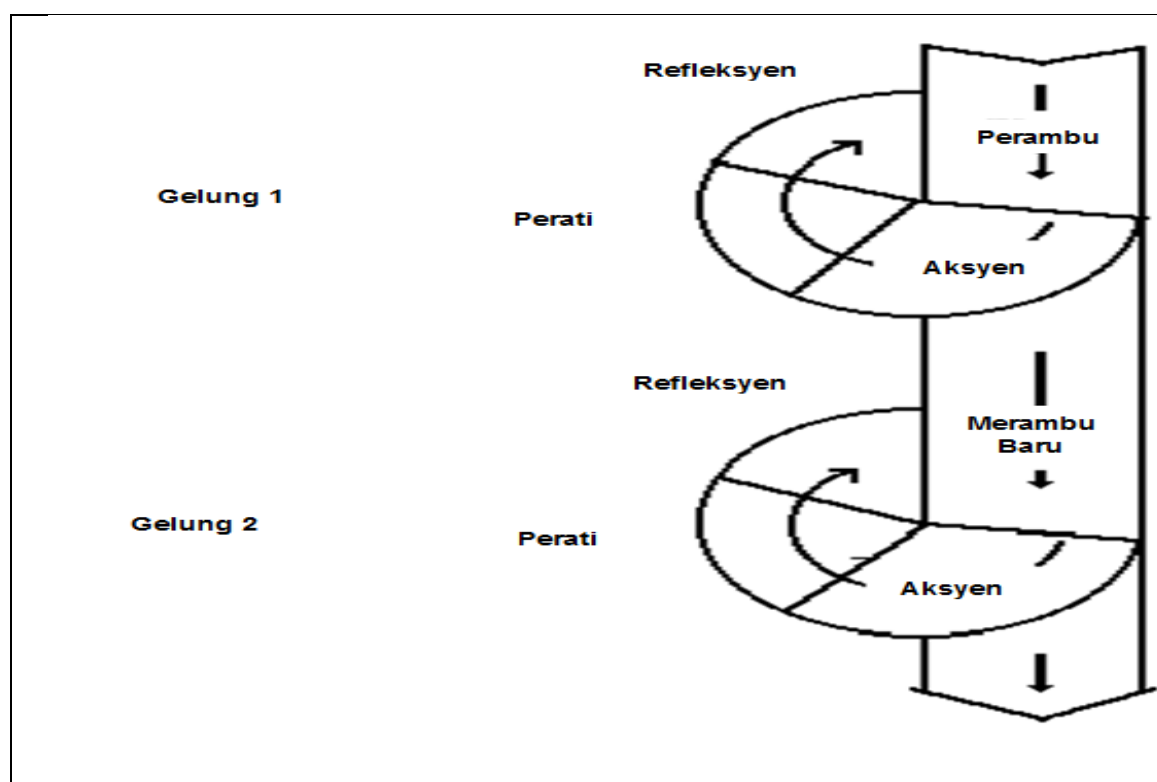 Refleksyen
Perambu
Gelung 1
Perati
Aksyen
Refleksyen
Merambu
Baru
Gelung 2
Perati
Aksyen